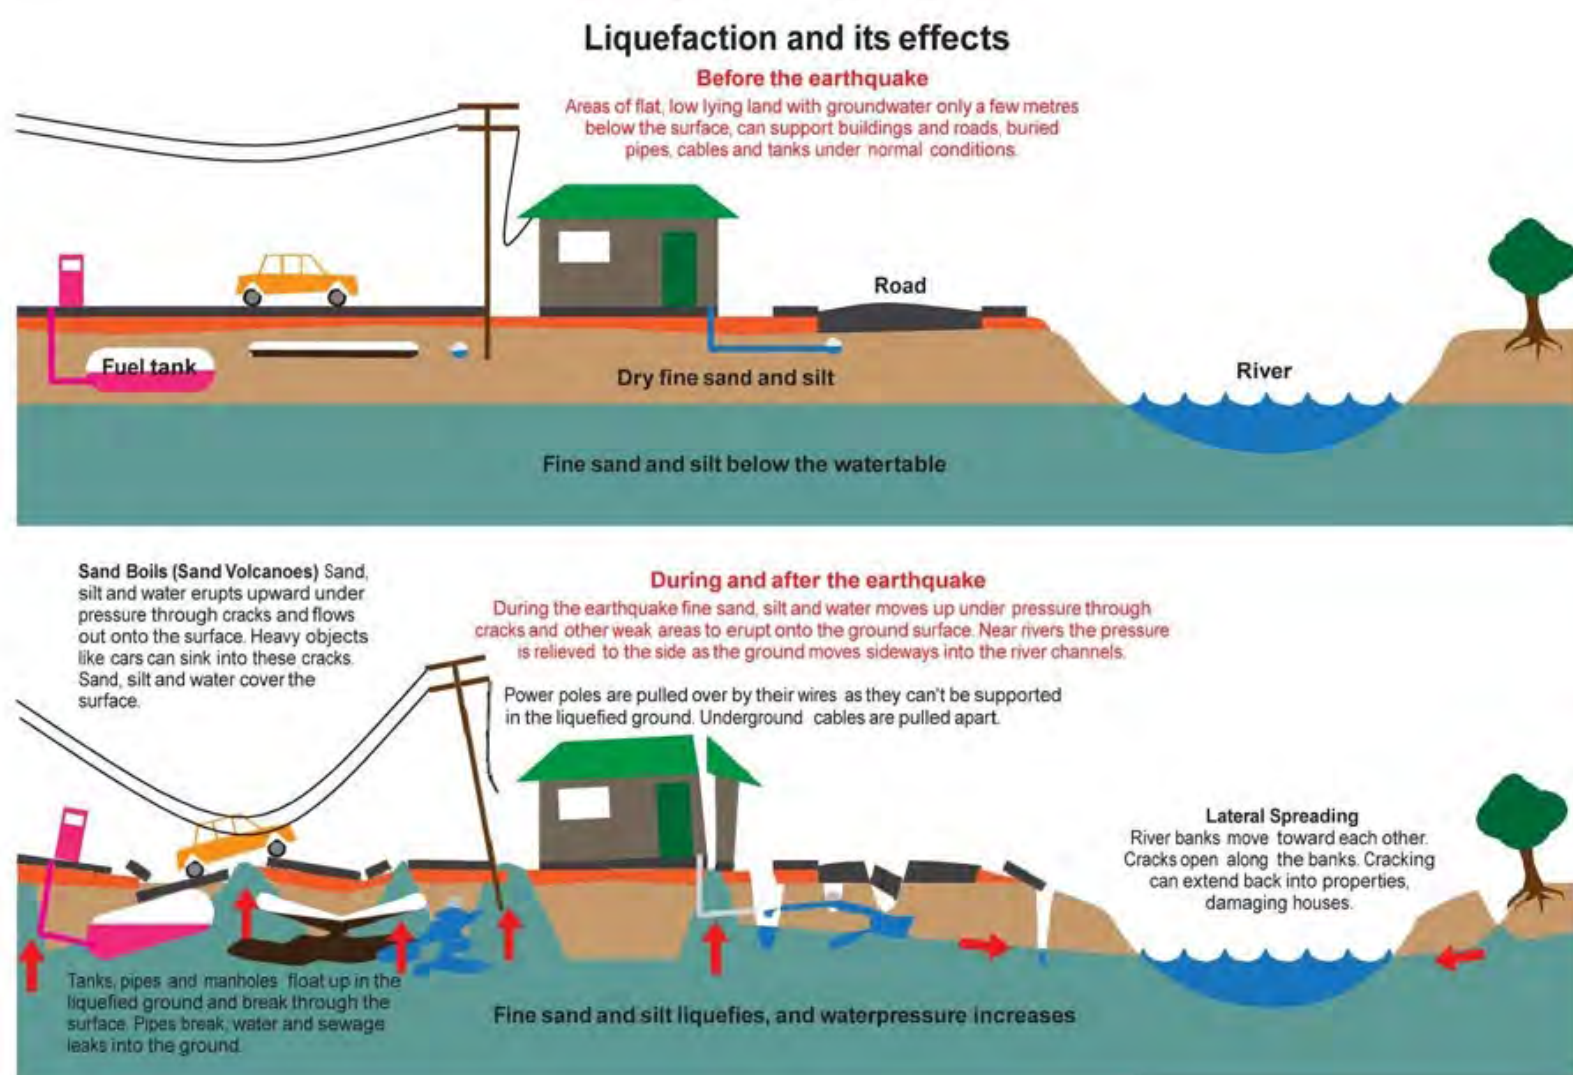 Liquefaction and its effects
Before the earthquake
Areas of flat, low lying land with groundwater only a few metres
below the surface, can support buildings and roads, buried
pipes, cables and tanks under normal conditions.
Road
Fuel tank
Dry fine sand and silt
River
Fine sand and silt below the watertable
Sand Boils (Sand Volcanoes) Sand,
silt and water erupts upward under
pressure through cracks and flows
out onto the surface. Heavy objects
like cars can sink into these cracks.
Sand, silt and water cover the
surface.
During and after the earthquake
During the earthquake fine sand, silt and water moves up under pressure through
cracks and other weak areas to erupt onto the ground surface. Near rivers the pressure
is relieved to the side as the ground moves sideways into the river channels.
Power poles are pulled over by their wires as they can't be supported
in the liquefied ground. Underground cables are pulled apart.
Lateral Spreading
River banks move toward each other.
Cracks open along the banks. Cracking
can extend back into properties,
damaging houses.
Tanks, pipes and manholes float up in the
liquefied ground and break through the
surface. Pipes break, water and sewage
leaks into the ground.
Fine sand and silt liquefies, and waterpressure increases